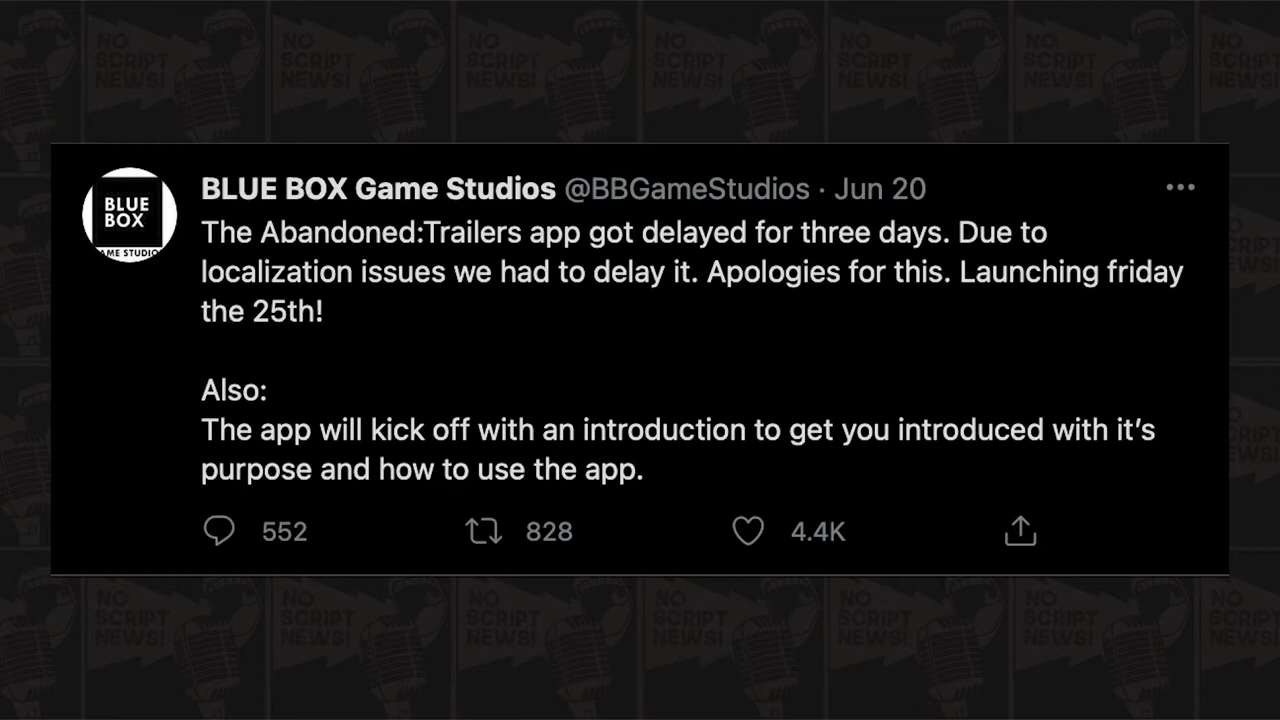 BLUE BOX Game Studios @BBGameStudios · Jun 20
The Abandoned:Trailers app got delayed for three days. Due to
localization issues we had to delay it. Apologies for this. Launching friday
the 25th!
Also:
The app will kick off with an introduction to get you introduced with it’s
purpose and how to use the app.
552 828 4.4K
BLUE
BOX
AME STUDIO
NO
SCRIPT
NEWS!